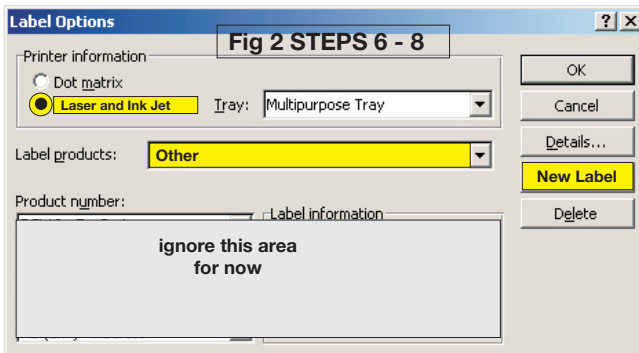 Label Options
Fig 2 STEPS 6 - 8
Printer information
Dot matrix
Laser and Ink Jet
Tray:
Multipurpose Tray
Label products:
Other
Product number:
Label information
ignore this area
for now
OK
Cancel
Details...
New Label
Delete